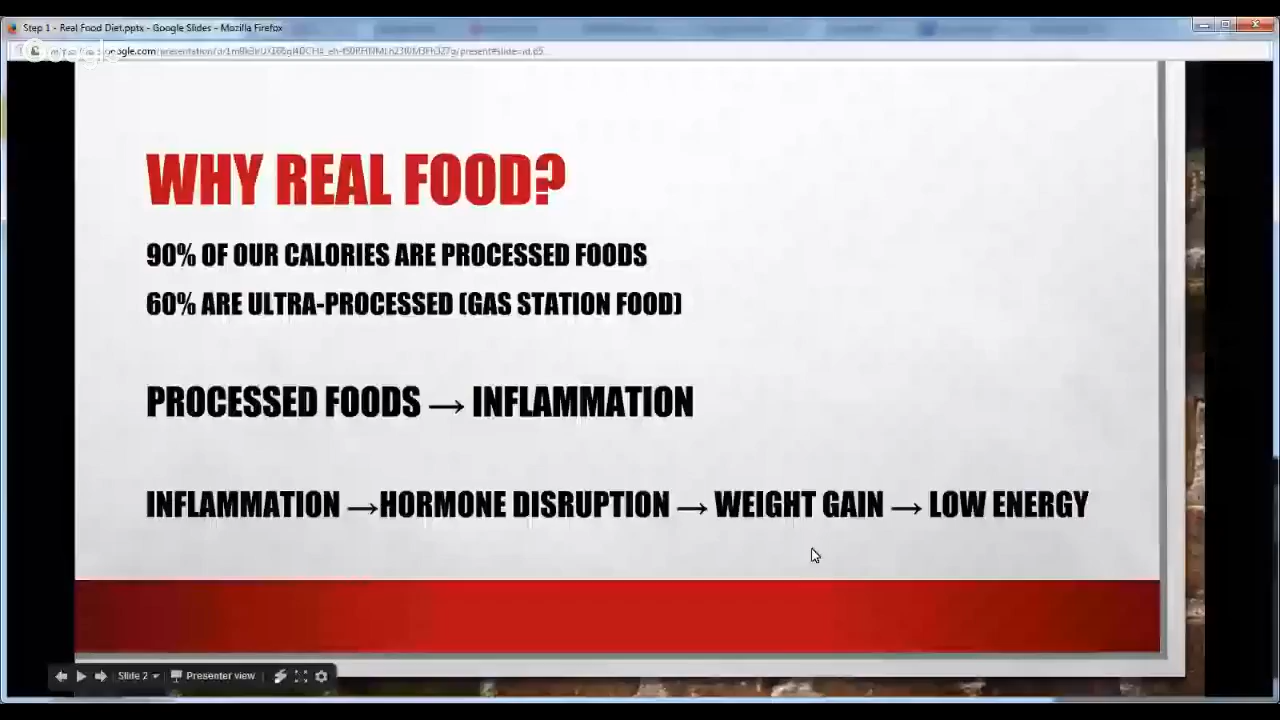 Step 1 - Real Food Diet.pptx - Google Slides - Mozilla Firefox
Google
WHY REAL FOOD?
90% OF OUR CALORIES ARE PROCESSED FOODS
60% ARE ULTRA-PROCESSED (GAS STATION FOOD)
PROCESSED FOODS → INFLAMMATION
INFLAMMATION →HORMONE DISRUPTION → WEIGHT GAIN → LOW ENERGY
Slide 2
Presenter view